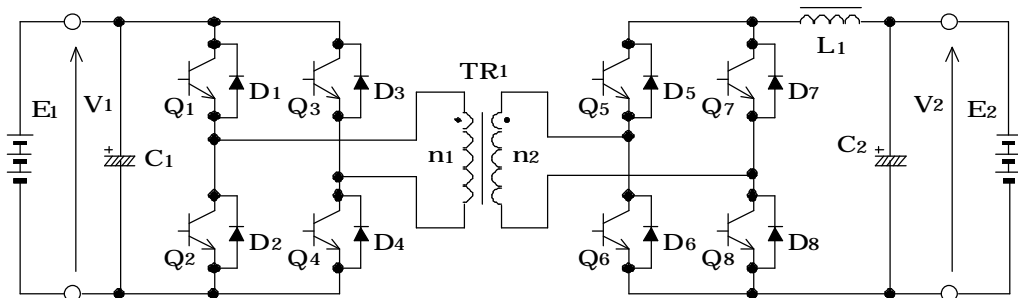 L1
TR1
E1
V1
C1
Q1
D1
Q3
D3
n1
n2
Q5
D5
Q7
D7
C2
V2
E2
Q2
D2
Q4
D4
Q6
D6
Q8
D8
+
+